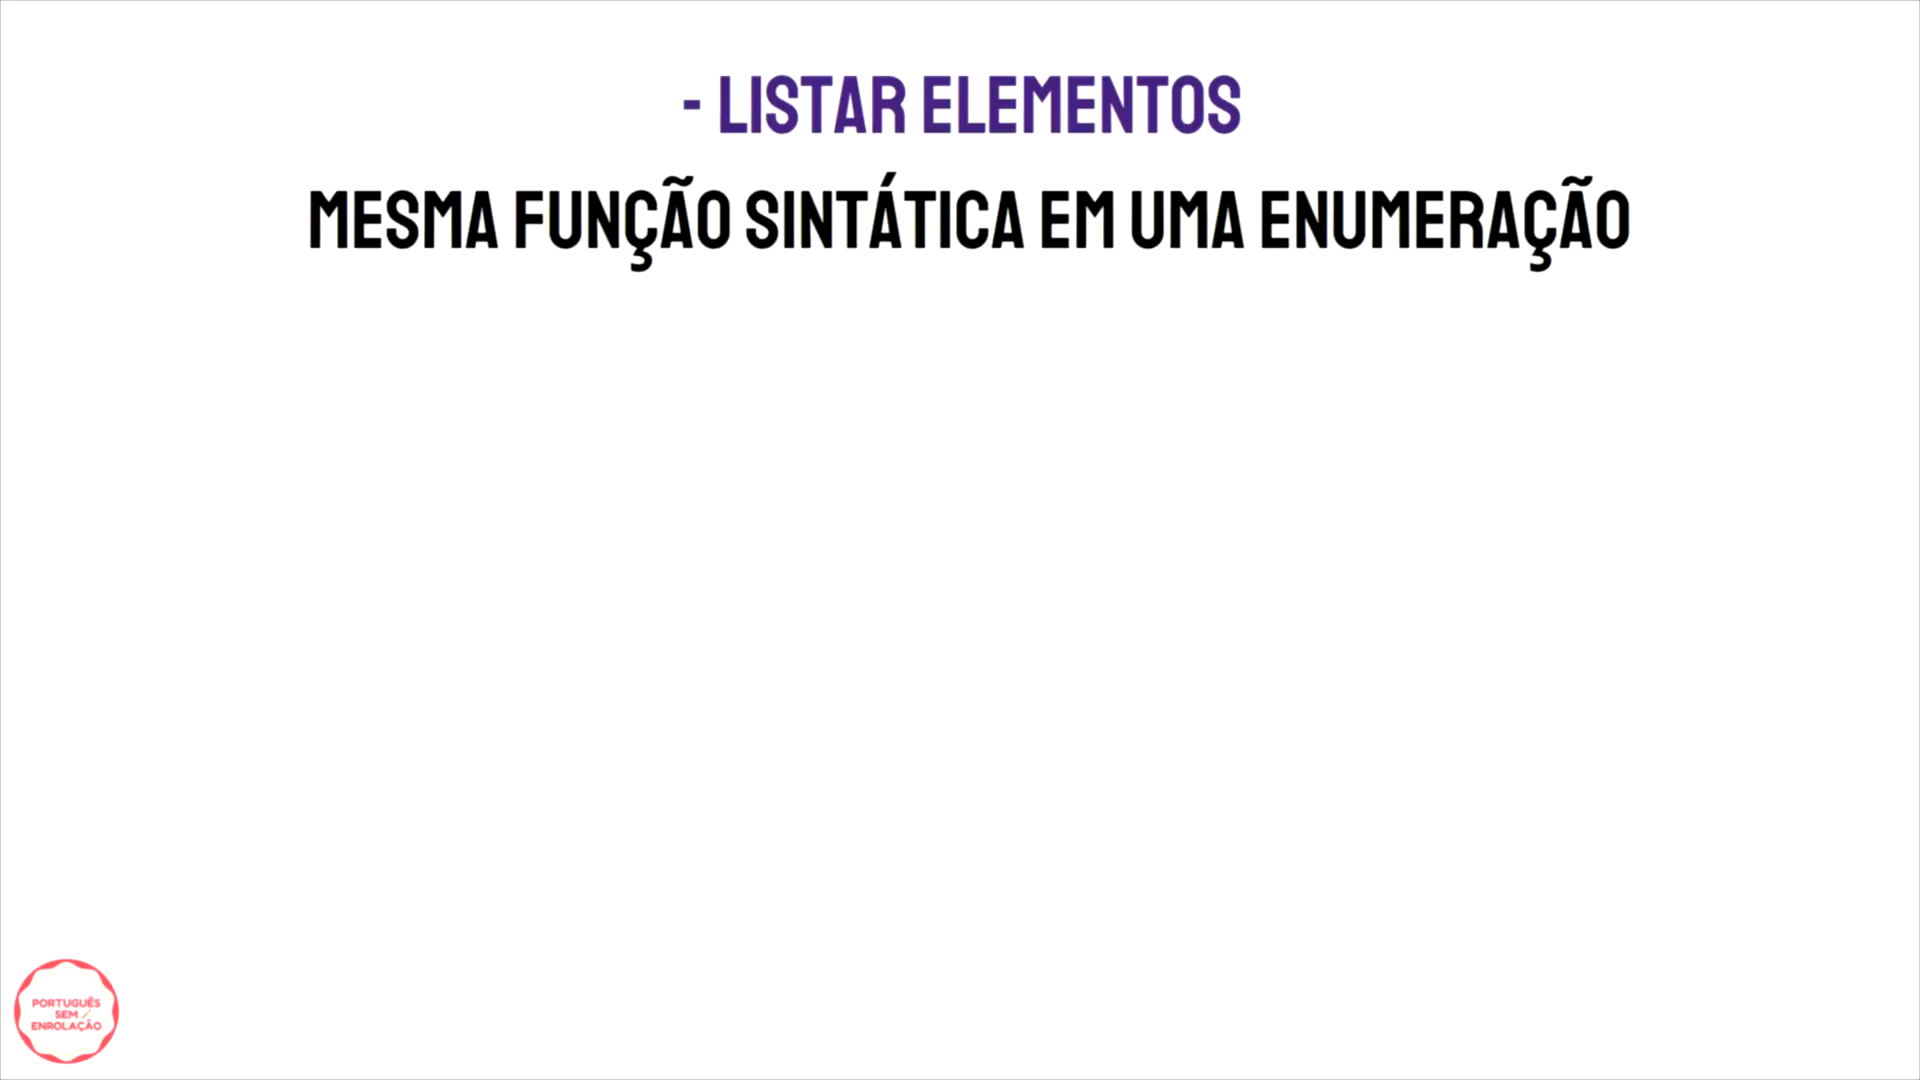 - LISTAR ELEMENTOS
MESMA FUNÇÃO SINTÁTICA EM UMA ENUMERAÇÃO
PORTUGUÊS
SEM
ENROLAÇÃO